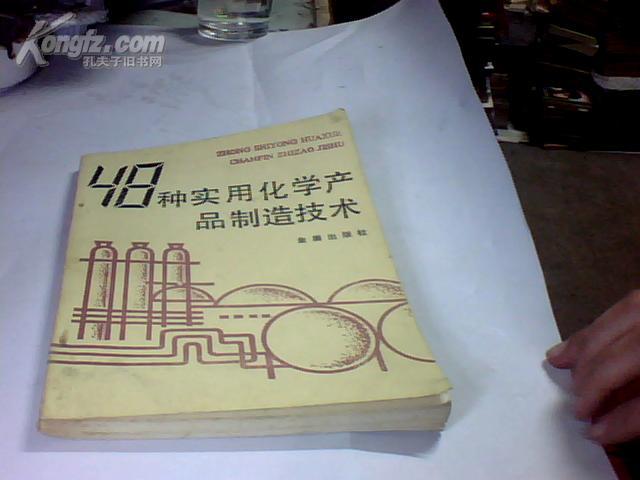 Kongfz.com
孔夫子旧书网
ZHONG SHIYONG HUAXUE
CHANPIN ZHIZAO JISHU
48种实用化学产
品制造技术
金盾出版社